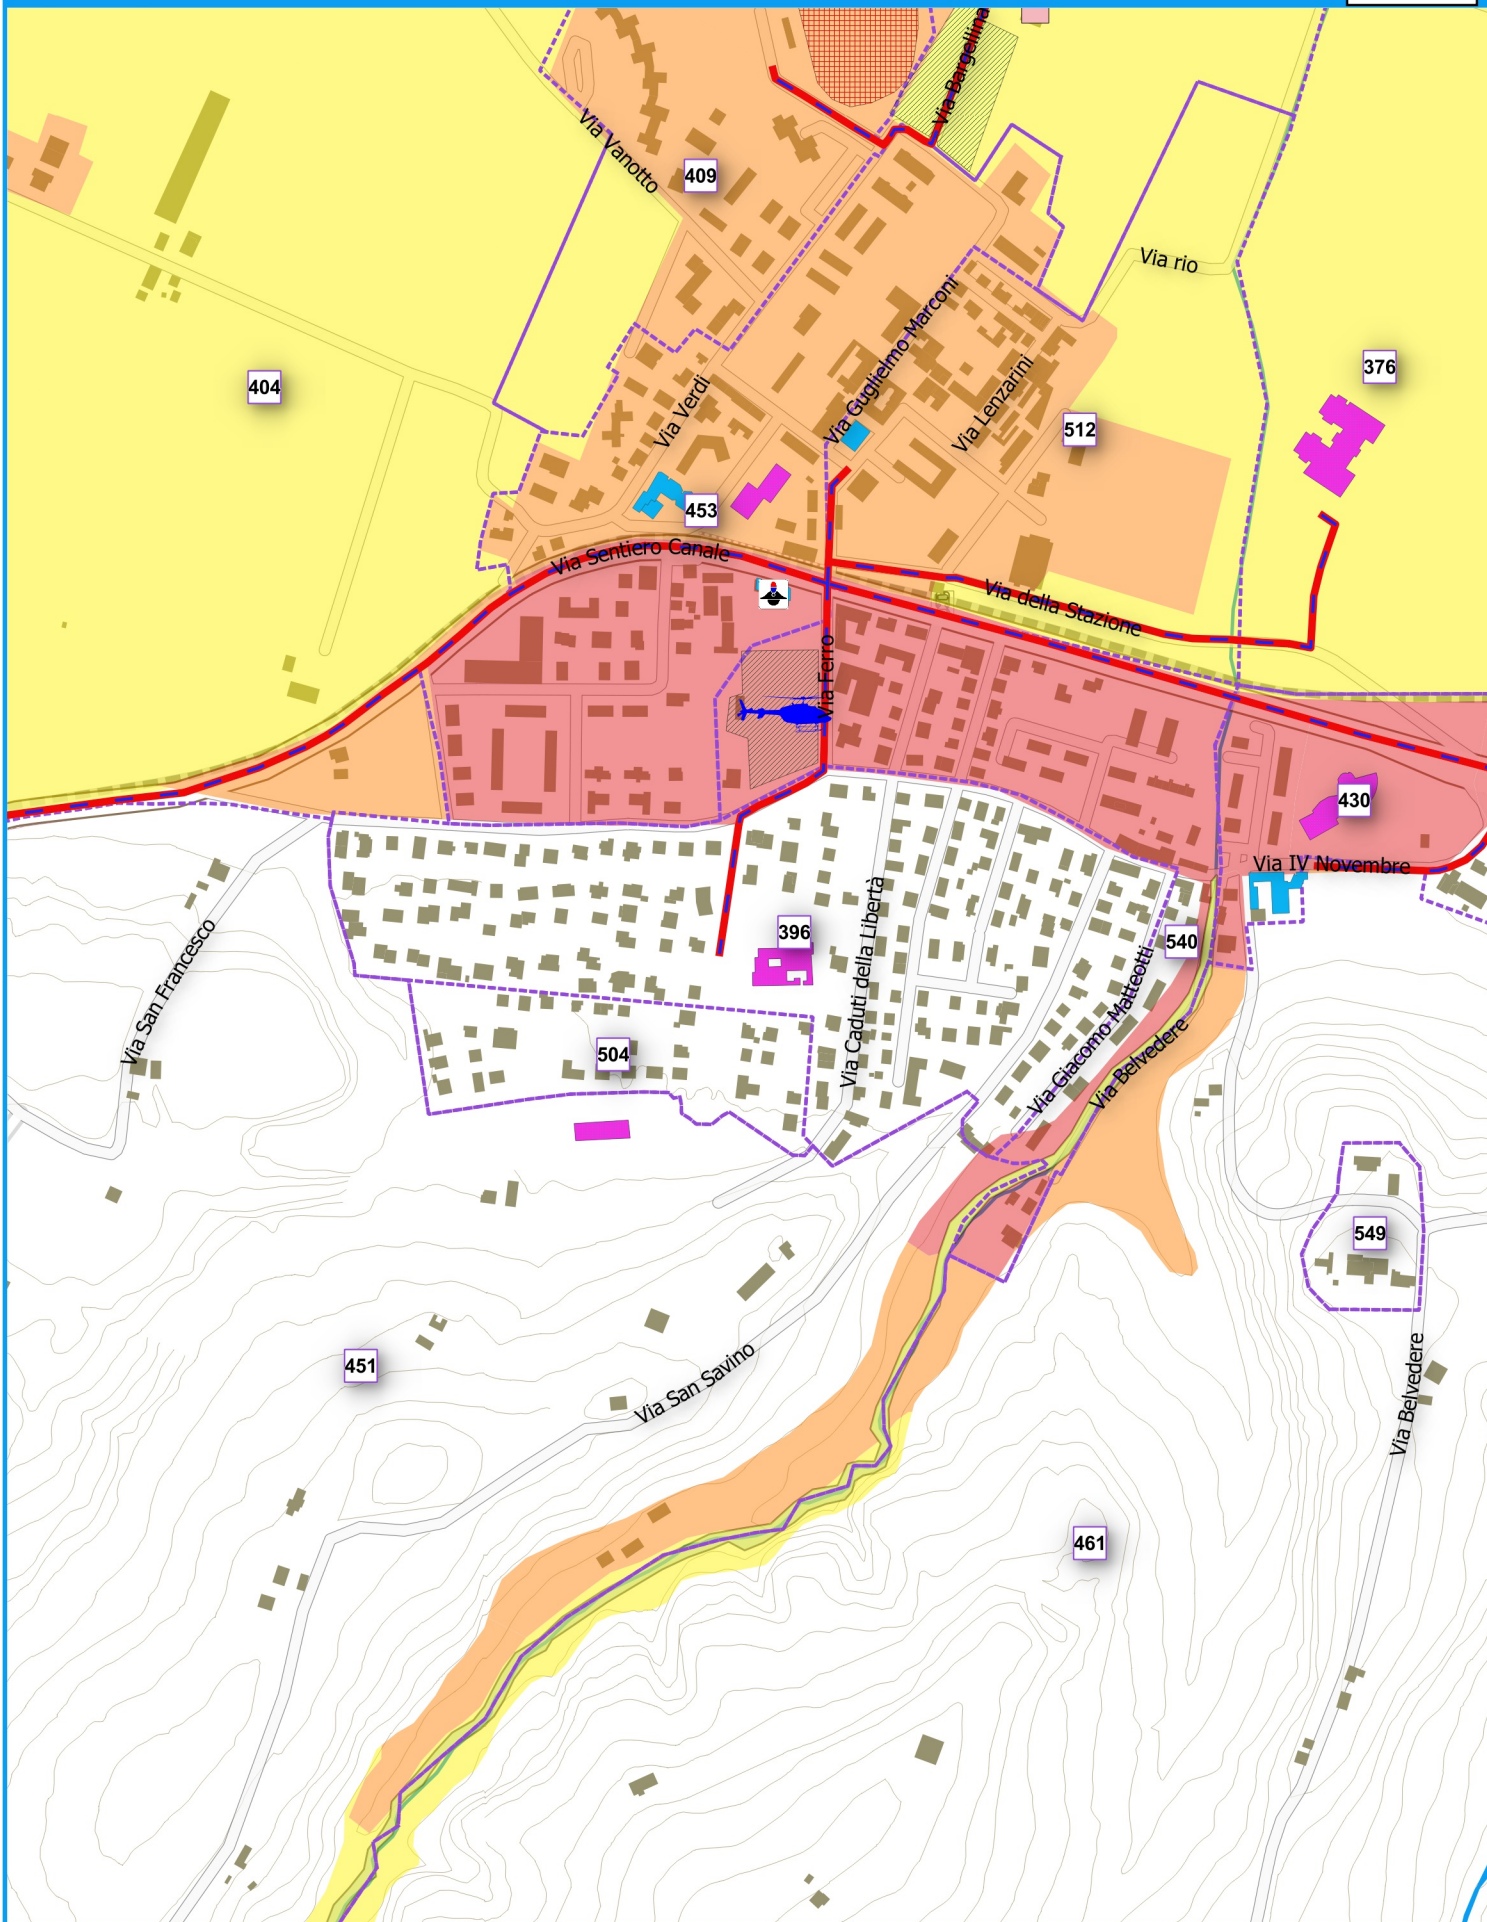 Via Bargellina
Via Vanotto
409
Via rio
Via Guglielmo Marconi
376
404
Via Lenzarini
Via Verdi
512
453
Via Sentiero Canale
Via della Stazione
Via Ferro
430
Via IV Novembre
396
540
Via San Francesco
Via Caduti della Libertà
Via Giacomo Matteotti
504
Via Belvedere
549
451
Via San Savino
Via Belvedere
461